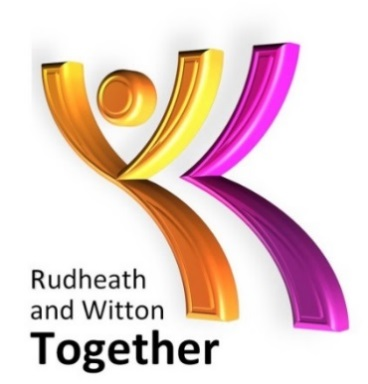 Rudheath
and Witton
Together